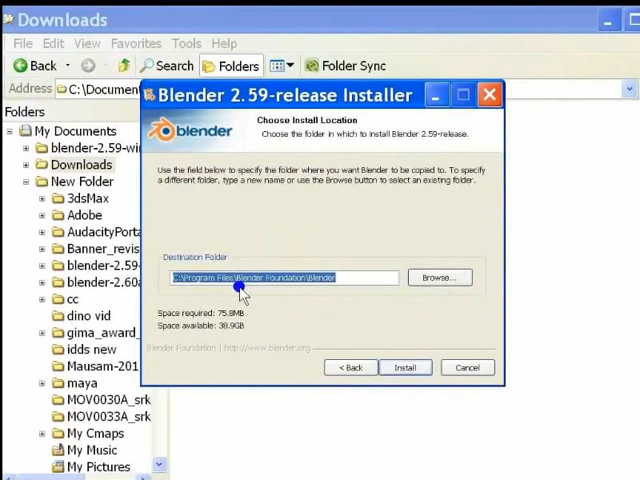 Downloads
File Edit View Favorites Tools Help
Back Search Folders Folder Sync
Address C:\Documen
Folders
My Documents
blender-2.59-wi
Downloads
New Folder
3dsMax
Adobe
AudacityPorta
Banner_revis
blender-2.59-
blender-2.60a
cc
dino vid
gima_award_
idds new
Mausam-201
maya
MOV0030A_srk
MOV0033A_srk
My Cmaps
My Music
My Pictures
Blender 2.59-release Installer
blender
Choose Install Location
Choose the folder in which to install Blender 2.59-release.
Use the field below to specify the folder where you want Blender to be copied to. To specify
a different folder, type a new name or use the Browse button to select an existing folder.
Destination Folder
C:\Program Files\Blender Foundation\Blender
Browse...
Space required: 75.8MB
Space available: 38.9GB
Blender Foundation | http://www.blender.org
< Back Install Cancel